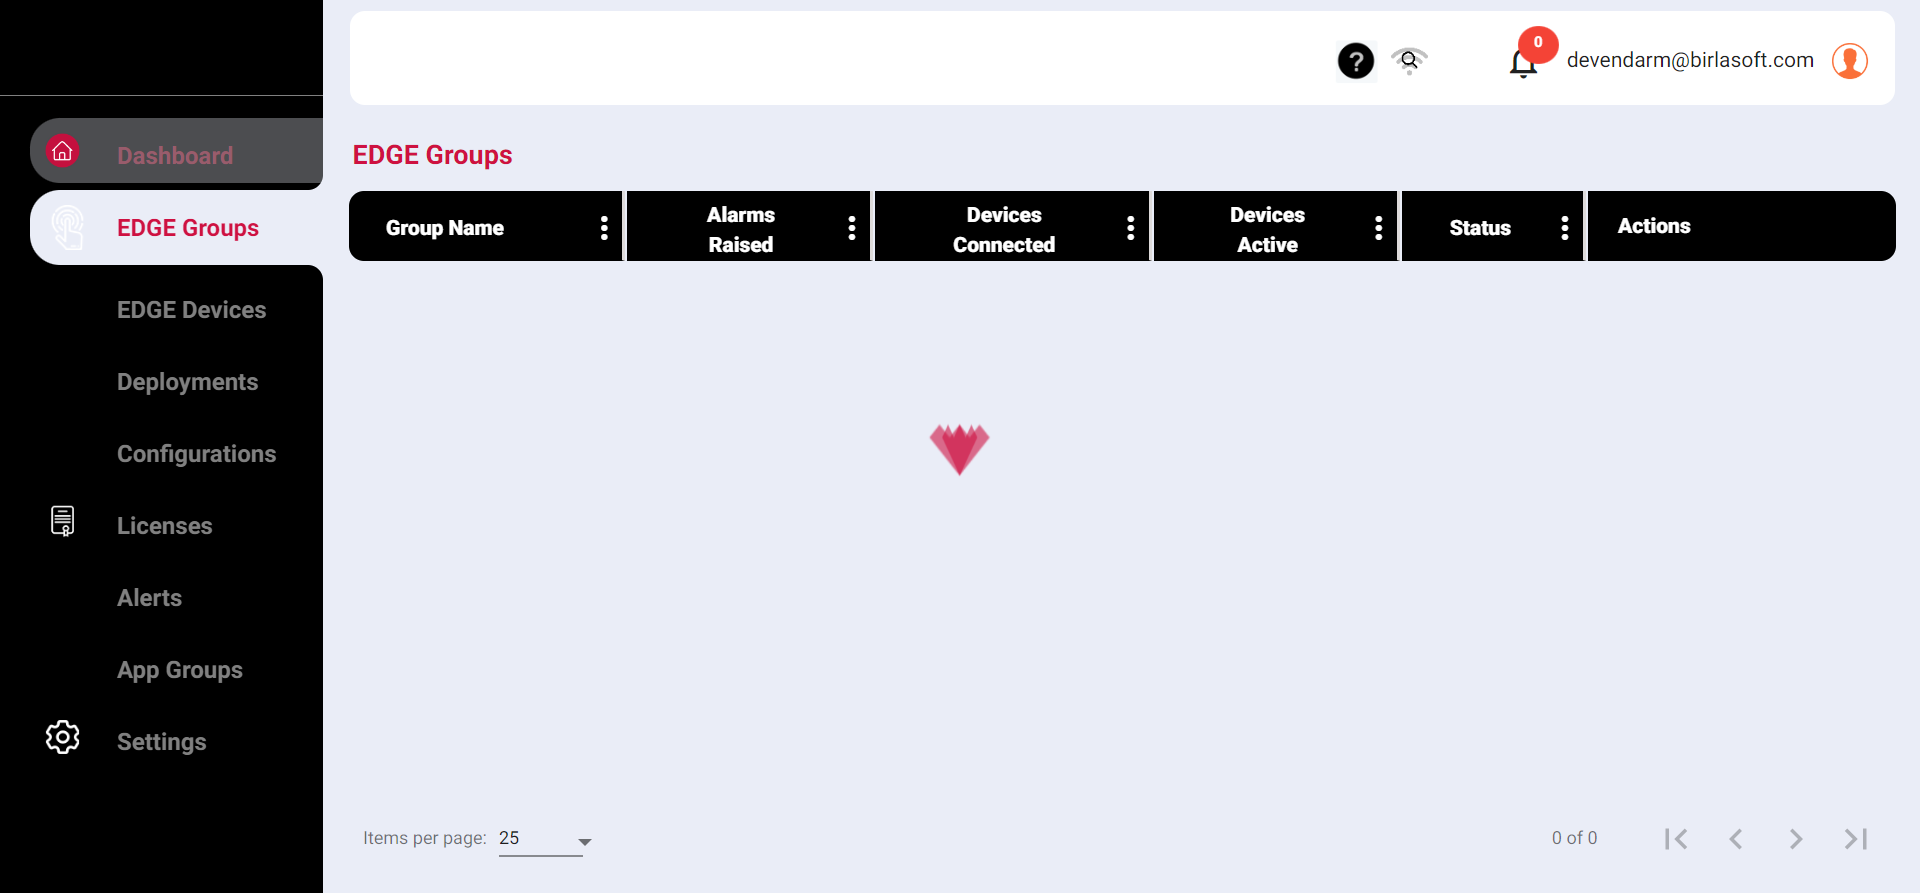 ?
0
devendarm@birlasoft.com
Dashboard
EDGE Groups
EDGE Devices
Deployments
Configurations
Licenses
Alerts
App Groups
Settings
EDGE Groups
Group Name
Alarms
Raised
Devices
Connected
Devices
Active
Status
Actions
Items per page: 25
0 of 0